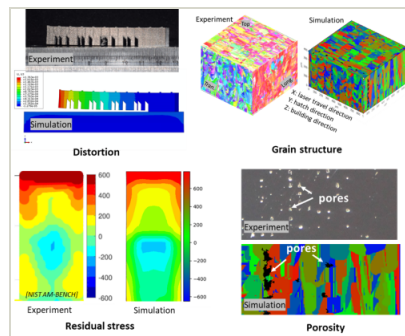 Experiment
Simulation
Distortion
Experiment
Simulation
Top
Long
X: laser travel direction
Y: hatch direction
Z: building direction
Grain structure
600
400
200
0
-200
-400
-600
600
400
200
0
-200
-400
-600
Experiment
Simulation
[NIST AM-BENCH]
Residual stress
pores
Experiment
pores
Simulation
Porosity